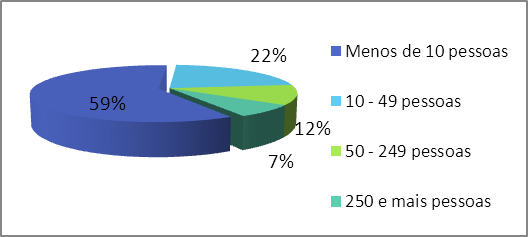 22%
59%
12%
7%
Menos de 10 pessoas
10 - 49 pessoas
50 - 249 pessoas
250 e mais pessoas